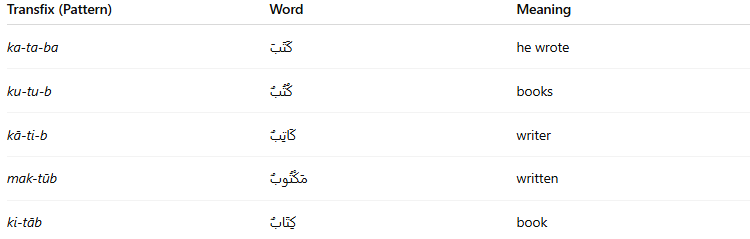 Transfix (Pattern) Word Meaning
ka-ta-ba كَتَبَ he wrote
ku-tu-b كُتُبٌ books
kā-ti-b كَاتِبٌ writer
mak-tūb مَكْتُوبٌ written
ki-tāb كِتَابٌ book